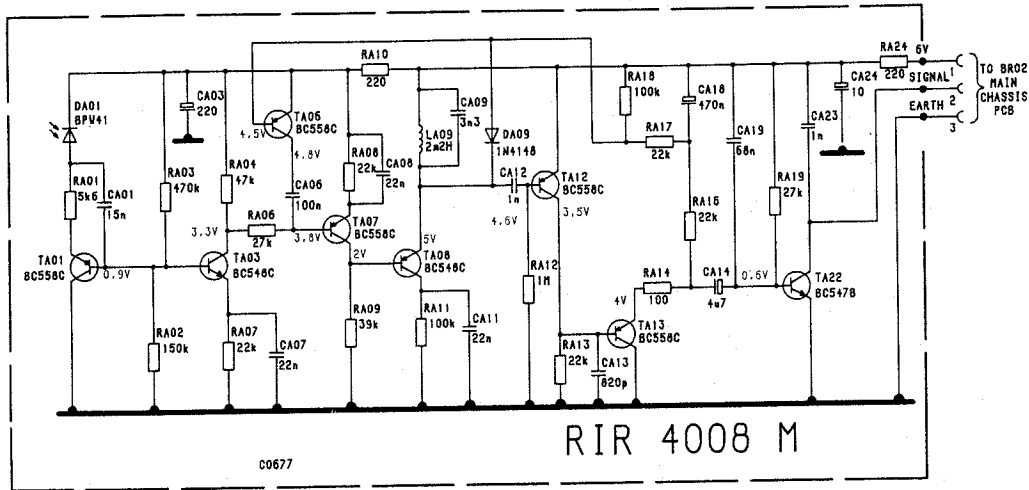 RA10
220
RA24
220
6V
SIGNAL 1
EARTH 2
3
TO BR02
MAIN
CHASSIS
PCB
DA01
BPV41
CA03
220
TA06
BC558C
4.5V
4.8V
RA08
22k
CA08
22n
CA09
3n3
LA09
2m2H
DA09
1N4148
CA12
1n
TA12
BC558C
4.6V
3.5V
RA18
100k
RA17
22k
CA18
470n
CA19
68n
CA23
1n
CA24
10
RA01
5k6
CA01
15n
RA03
470k
RA04
47k
CA06
100n
RA06
27k
3.3V
3.8V
TA07
BC558C
2V
5V
TA08
BC548C
RA15
22k
RA19
27k
TA01
BC558C
0.9V
TA03
BC548C
RA12
1M
RA14
100
CA14
4u7
0.6V
TA22
BC547B
4V
TA13
BC558C
RA02
150k
RA07
22k
CA07
22n
RA09
39k
RA11
100k
CA11
22n
RA13
22k
CA13
820p
RIR 4008 M
C0677